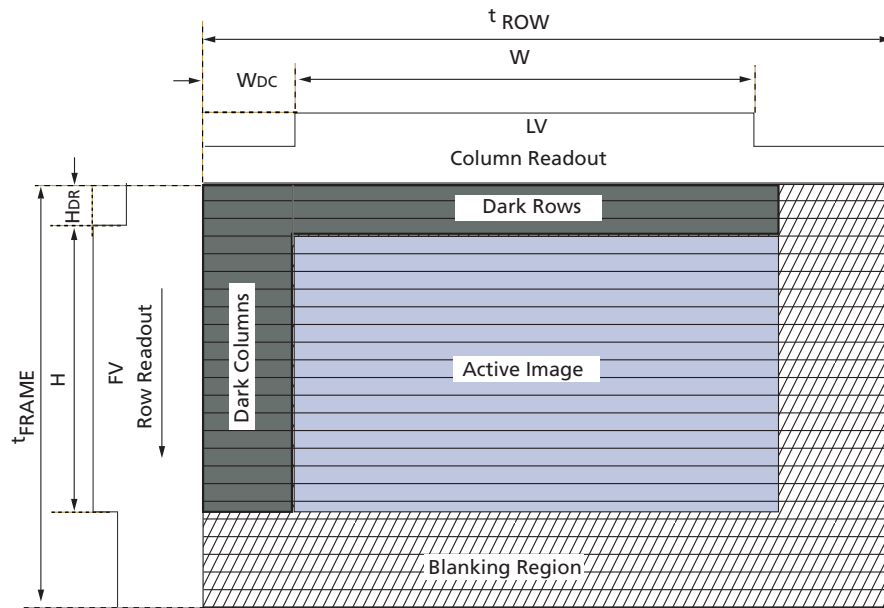 t ROW
W
WDC
LV
Column Readout
HDR
Dark Rows
tFRAME
H
FV
Row Readout
Dark Columns
Active Image
Blanking Region